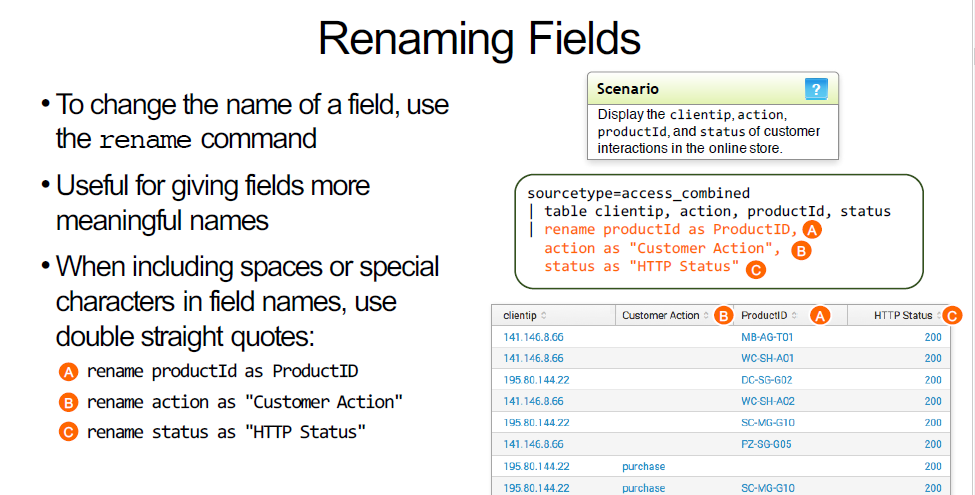 Renaming Fields
• To change the name of a field, use
the rename command
• Useful for giving fields more
meaningful names
• When including spaces or special
characters in field names, use
double straight quotes:
A rename productId as ProductID
B rename action as "Customer Action"
C rename status as "HTTP Status"
Scenario ?
Display the clientip, action,
productId, and status of customer
interactions in the online store.
sourcetype=access_combined
| table clientip, action, productId, status
| rename productId as ProductID, A
action as "Customer Action", B
status as "HTTP Status" C
clientip Customer Action B ProductID A HTTP Status C
141.146.8.66 MB-AG-T01 200
141.146.8.66 WC-SH-A01 200
195.80.144.22 DC-SG-G02 200
141.146.8.66 WC-SH-A02 200
195.80.144.22 SC-MG-G10 200
141.146.8.66 PZ-SG-G05 200
195.80.144.22 purchase 200
195.80.144.22 purchase SC-MG-G10 200